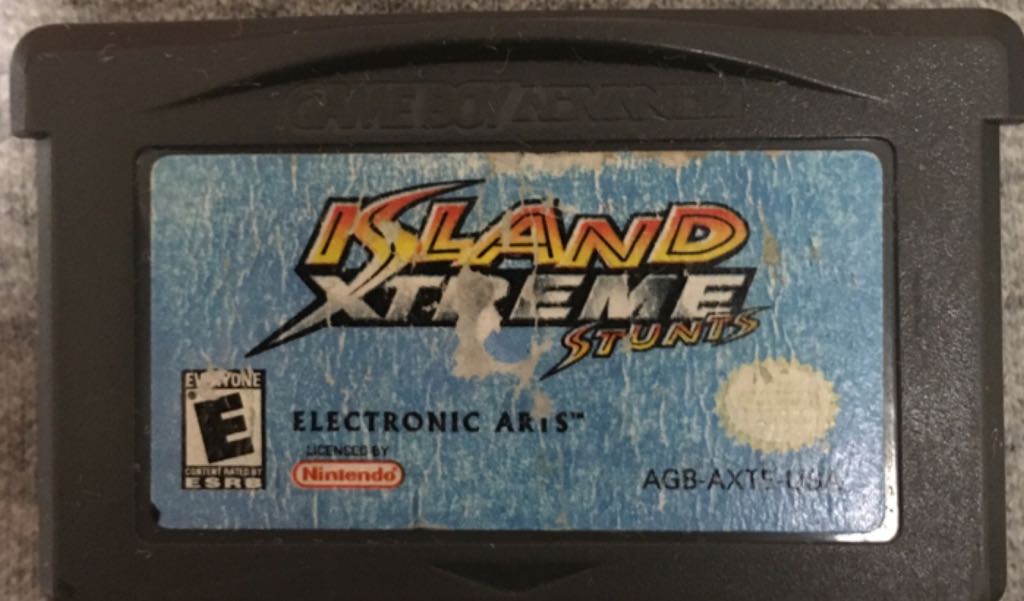 GAME BOY ADVANCE
ISLAND
XTREME
STUNTS
EVERYONE
E
CONTENT RATED BY
ESRB
ELECTRONIC ARTS™
LICENSED BY
Nintendo
AGB-AXTE-USA